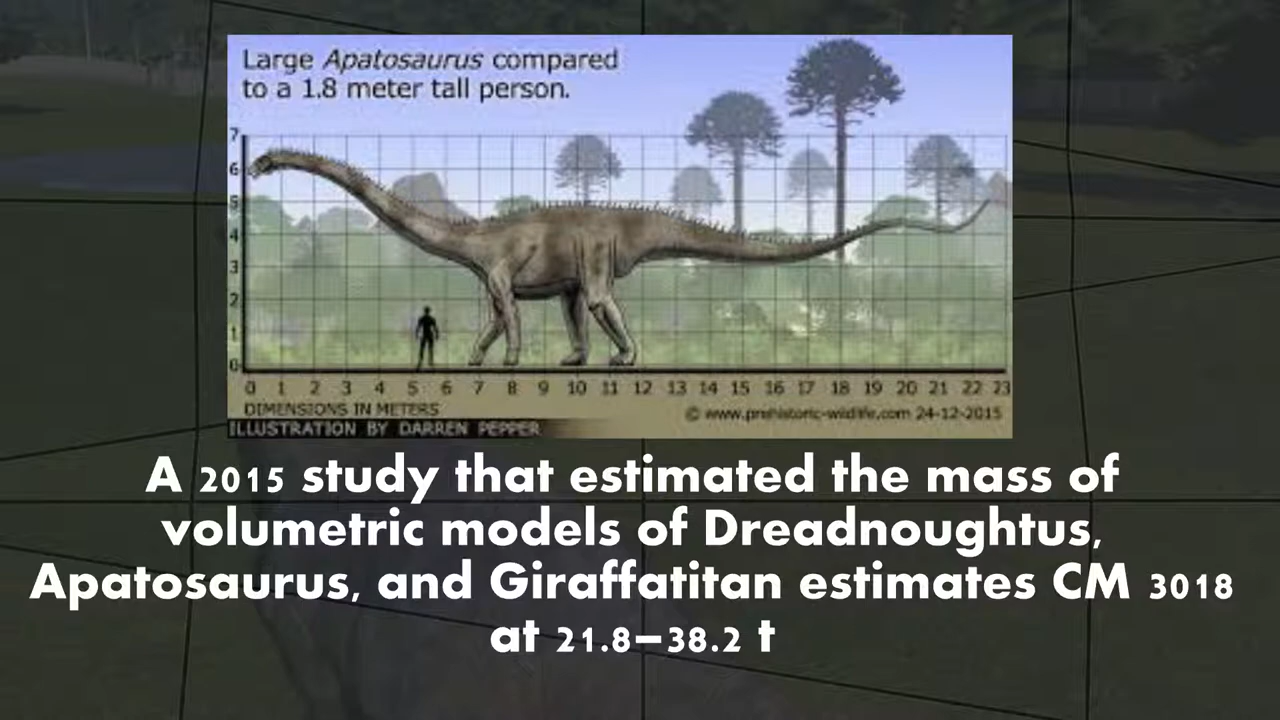 Large Apatosaurus compared
to a 1.8 meter tall person.
7
6
5
4
3
2
1
0
0 1 2 3 4 5 6 7 8 9 10 11 12 13 14 15 16 17 18 19 20 21 22 23
DIMENSIONS IN METERS © www.prehistoric-wildlife.com 24-12-2015
ILLUSTRATION BY DARREN PEPPER
A 2015 study that estimated the mass of
volumetric models of Dreadnoughtus,
Apatosaurus, and Giraffatitan estimates CM 3018
at 21.8–38.2 t